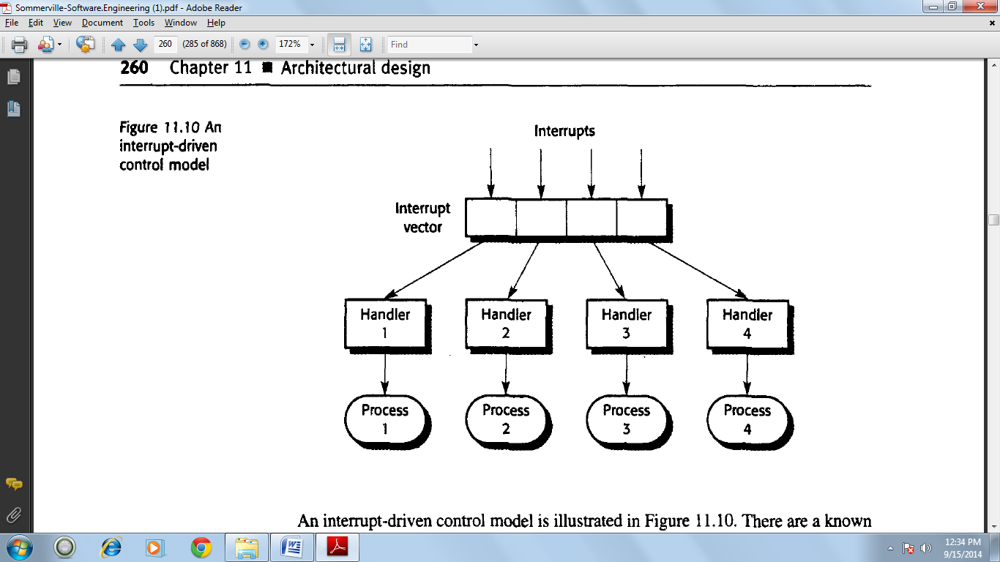 Sommerville-Software.Engineering (1).pdf - Adobe Reader
File Edit View Document Tools Window Help
260 (285 of 868) 172% Find
260 Chapter 11 ■ Architectural design
Figure 11.10 An
interrupt-driven
control model
Interrupts
Interrupt
vector
Handler
1
Handler
2
Handler
3
Handler
4
Process
1
Process
2
Process
3
Process
4
An interrupt-driven control model is illustrated in Figure 11.10. There are a known
12:34 PM
9/15/2014